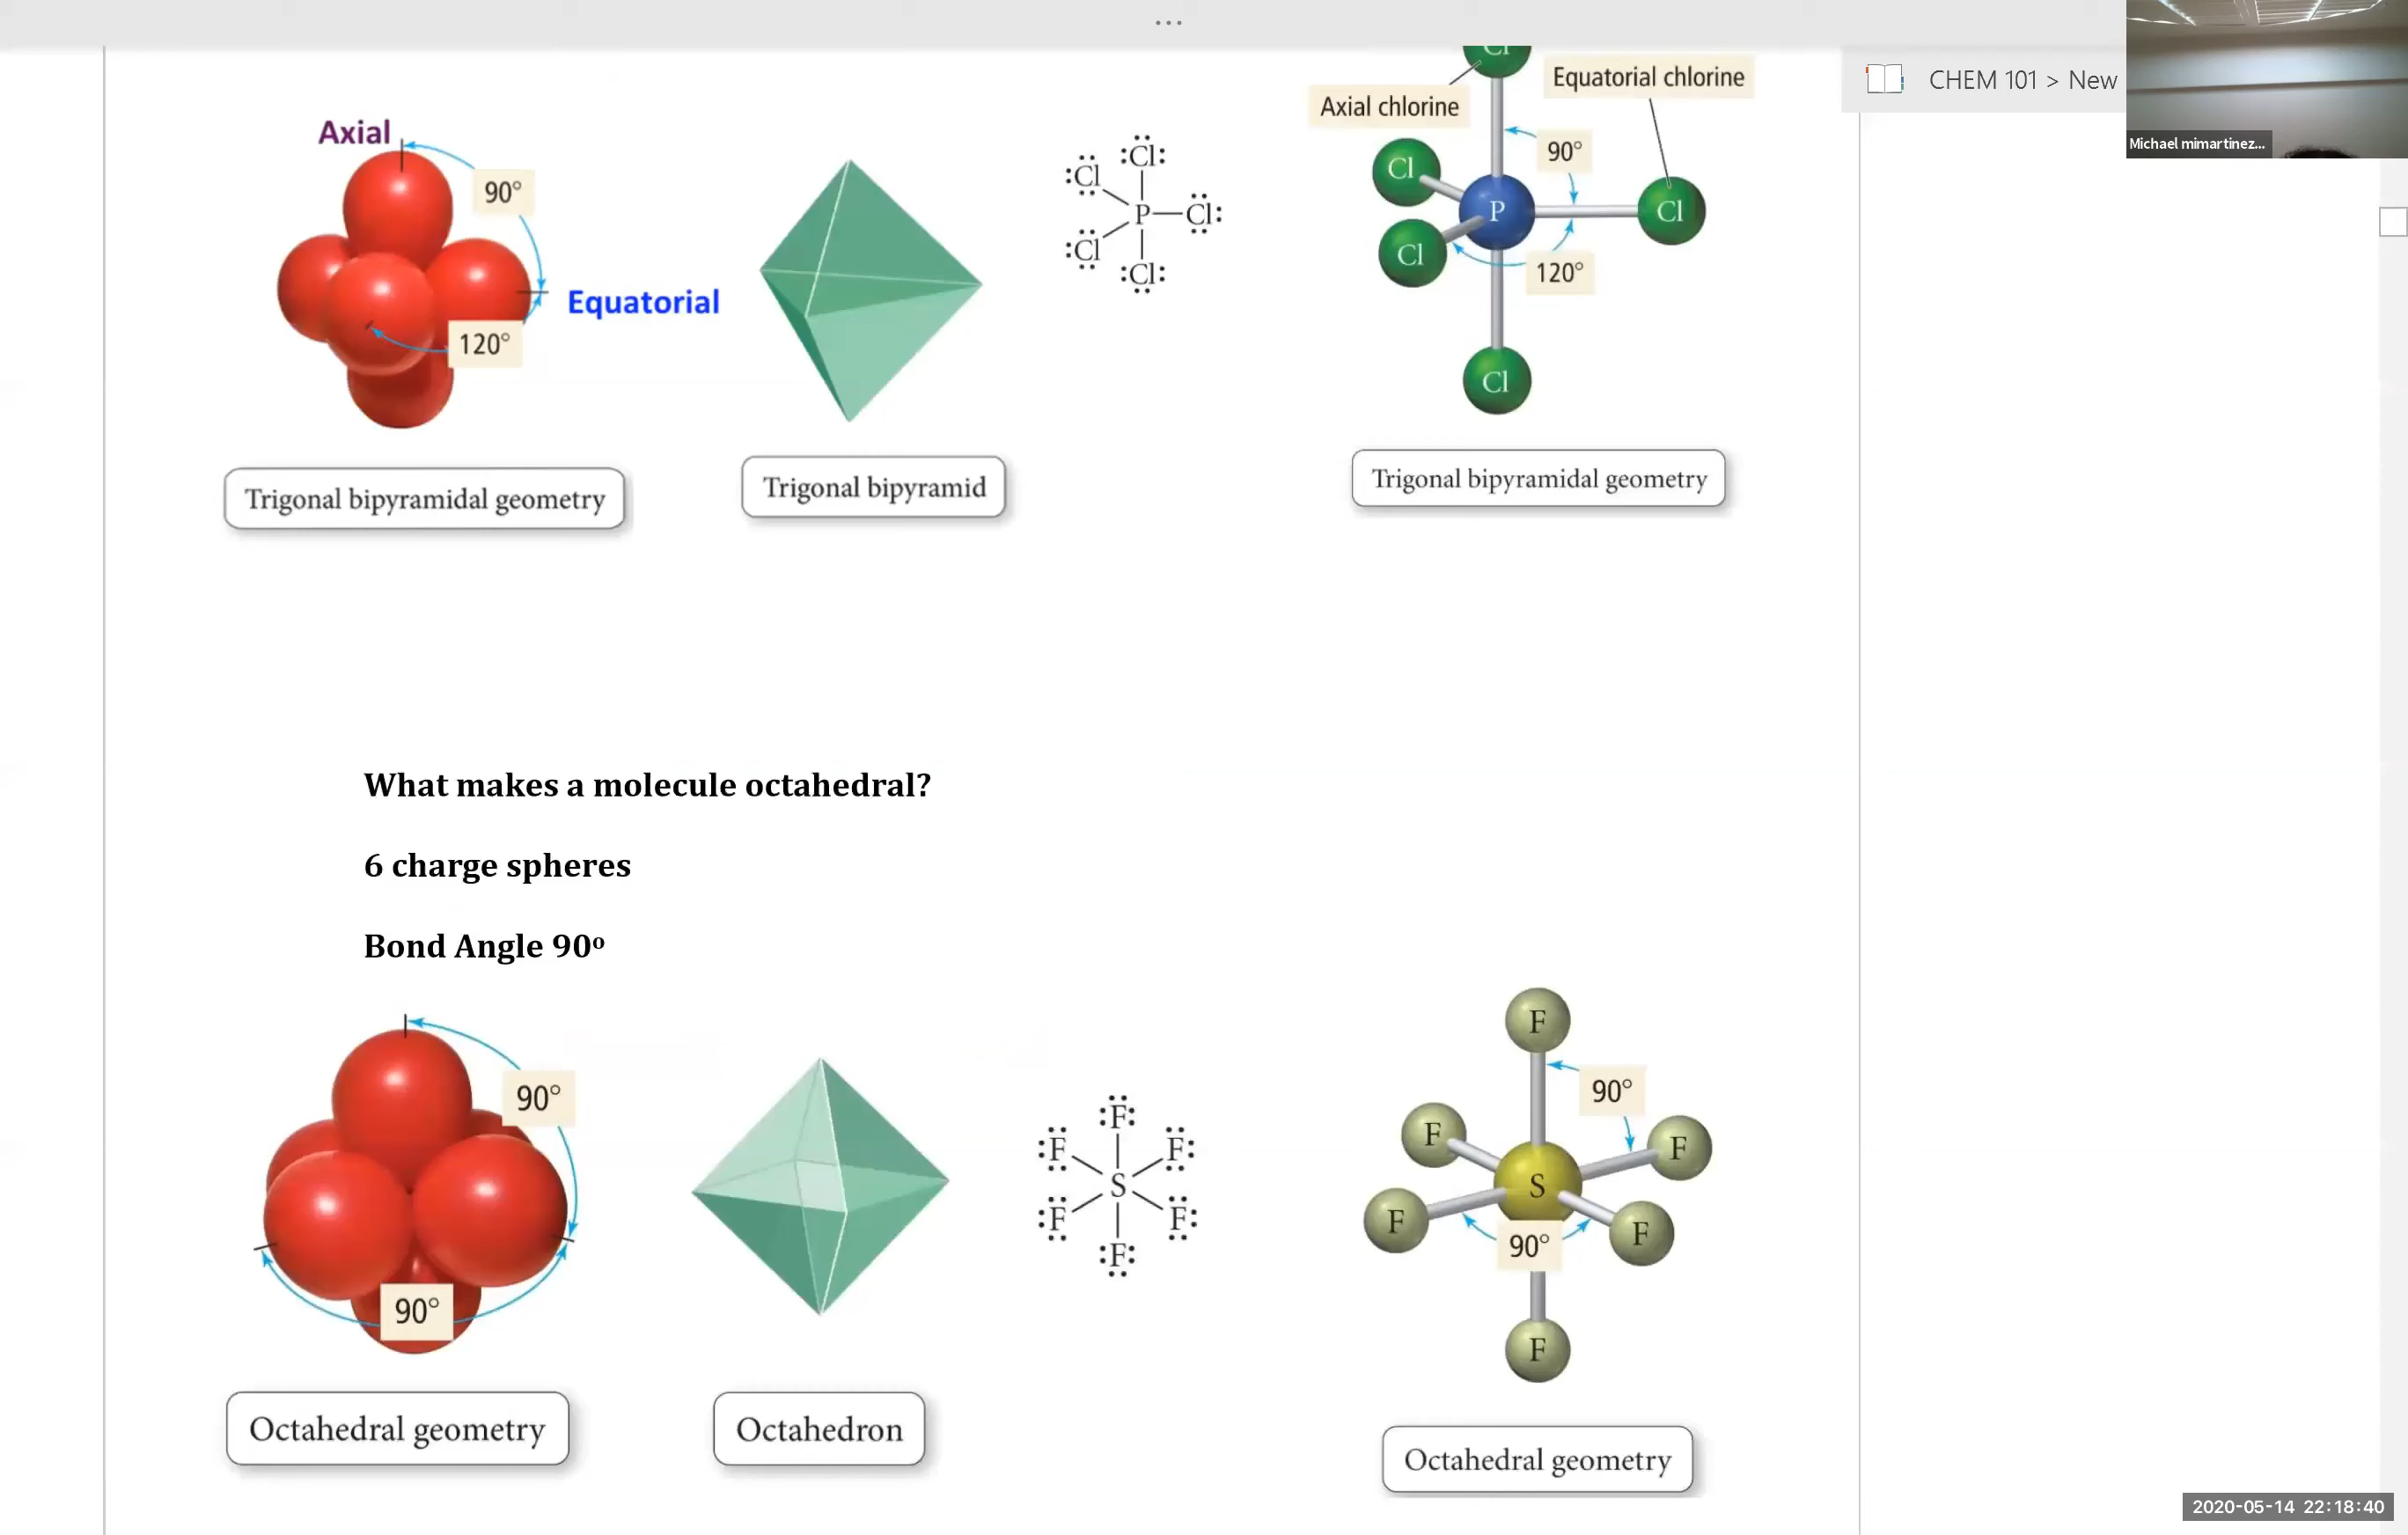 ...
CHEM 101 > New
Michael mimartinez...
Cl
Axial chlorine
Equatorial chlorine
Axial
90°
Equatorial
120°
:Cl:
:Cl
P—Cl:
:Cl
:Cl:
90°
Cl
P
Cl
Cl
120°
Cl
Trigonal bipyramidal geometry
Trigonal bipyramid
Trigonal bipyramidal geometry
What makes a molecule octahedral?
6 charge spheres
Bond Angle 90º
90°
90°
:F:
:F
F:
S
:F
F:
:F:
F
90°
F
F
S
F
F
90°
F
Octahedral geometry
Octahedron
Octahedral geometry
2020-05-14 22:18:40